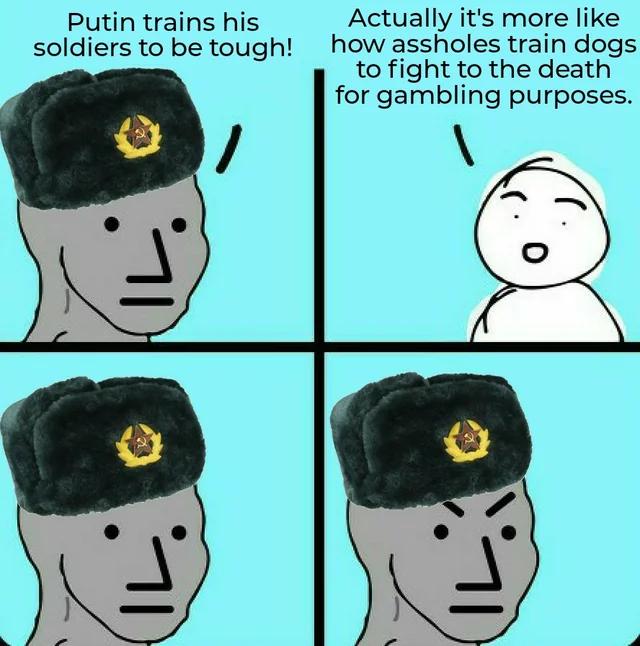 Putin trains his
soldiers to be tough!
Actually it's more like
how assholes train dogs
to fight to the death
for gambling purposes.